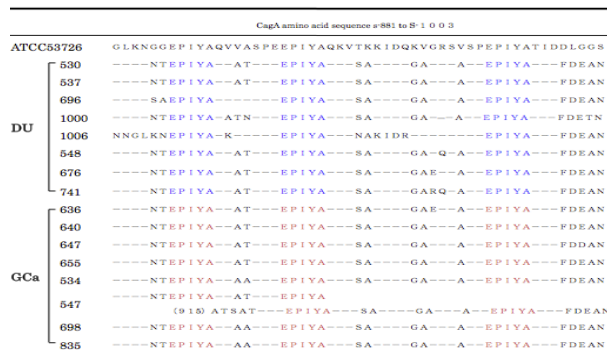 CagA amino acid sequence s-881 to S-1 0 0 3
ATCC53726 GLKNGGEPIYAQVVASPEEPIYAQKVTKKIDQKVGRSVSPEPIYATIDDLGGS
DU
530 ----NTEPIYA--AT----EPIYA----SA----GA---A---EPIYA----FDEAN
537 ----NTEPIYA--AT----EPIYA----SA----GA---A---EPIYA----FDEAN
696 ----SAEPIYA---------EPIYA----SA----GA---A---EPIYA----FDEAN
1000 ----NTEPIYA-ATN----EPIYA----SA----GA---A---EPIYA----FDETN
1006 NNGLKNEPIYA-K-------EPIYA----NAKIDR--------EPIYA----FDEAN
548 ----NTEPIYA--AT----EPIYA----SA----GA-Q-A---EPIYA----FDEAN
676 ----NTEPIYA--AT----EPIYA----SA----GAE--A---EPIYA----FDEAN
741 ----NTEPIYA--AT----EPIYA----SA----GARQ-A---EPIYA----FDEAN
GCa
636 ----NTEPIYA--AT----EPIYA----SA----GAE--A---EPIYA----FDEAN
640 ----NTEPIYA--AT----EPIYA----SA----GA---A---EPIYA----FDEAN
647 ----NTEPIYA--AT----EPIYA----SA----GA---A---EPIYA----FDDAN
655 ----NTEPIYA--AT----EPIYA----SA----GA---A---EPIYA----FDEAN
534 ----NTEPIYA--AA----EPIYA----SA----GA---A---EPIYA----FDEAN
547 ----NTEPIYA--AT----EPIYA
(915) ATSAT----EPIYA----SA----GA---A---EPIYA----FDEAN
698 ----NTEPIYA--AA----EPIYA----SA----GA---A---EPIYA----FDEAN
835 ----NTEPIYA--AA----EPIYA----SA----GA---A---EPIYA----FDEAN